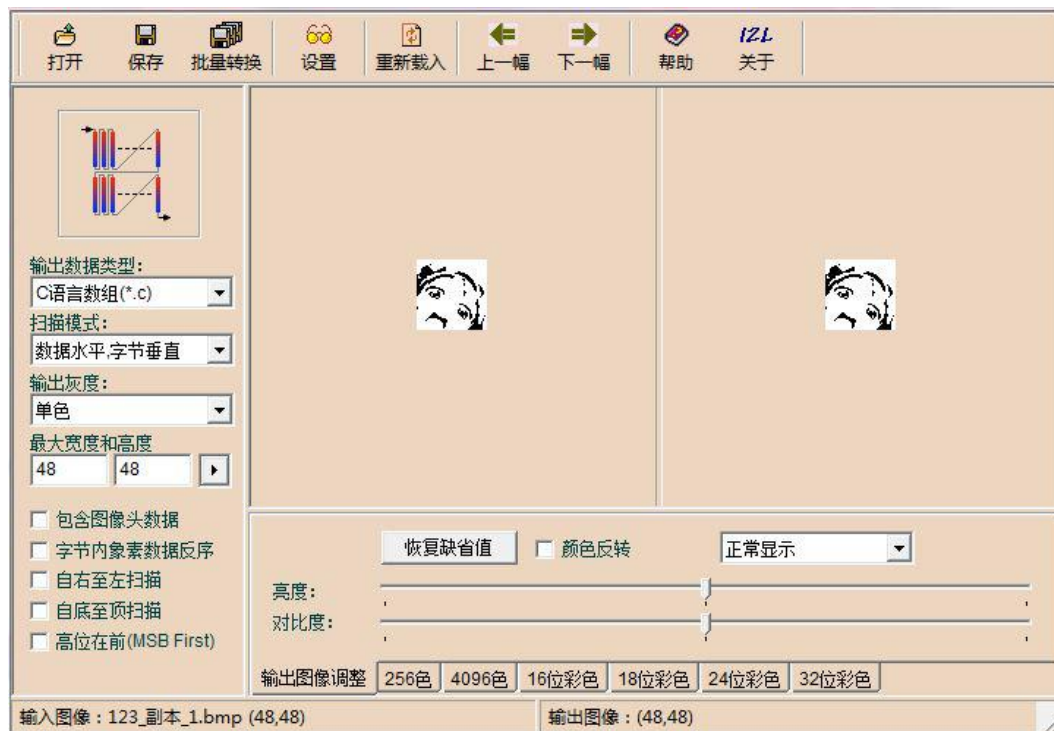 打开 保存 批量转换 设置 重新载入 上一幅 下一幅 帮助 关于
IZL
输出数据类型:
C语言数组(*.c)
扫描模式:
数据水平,字节垂直
输出灰度:
单色
最大宽度和高度
48 48
包含图像头数据
字节内象素数据反序
自右至左扫描
自底至顶扫描
高位在前(MSB First)
恢复缺省值 颜色反转 正常显示
亮度:
对比度:
输出图像调整 256色 4096色 16位彩色 18位彩色 24位彩色 32位彩色
输入图像:123_副本_1.bmp (48,48) 输出图像:(48,48)